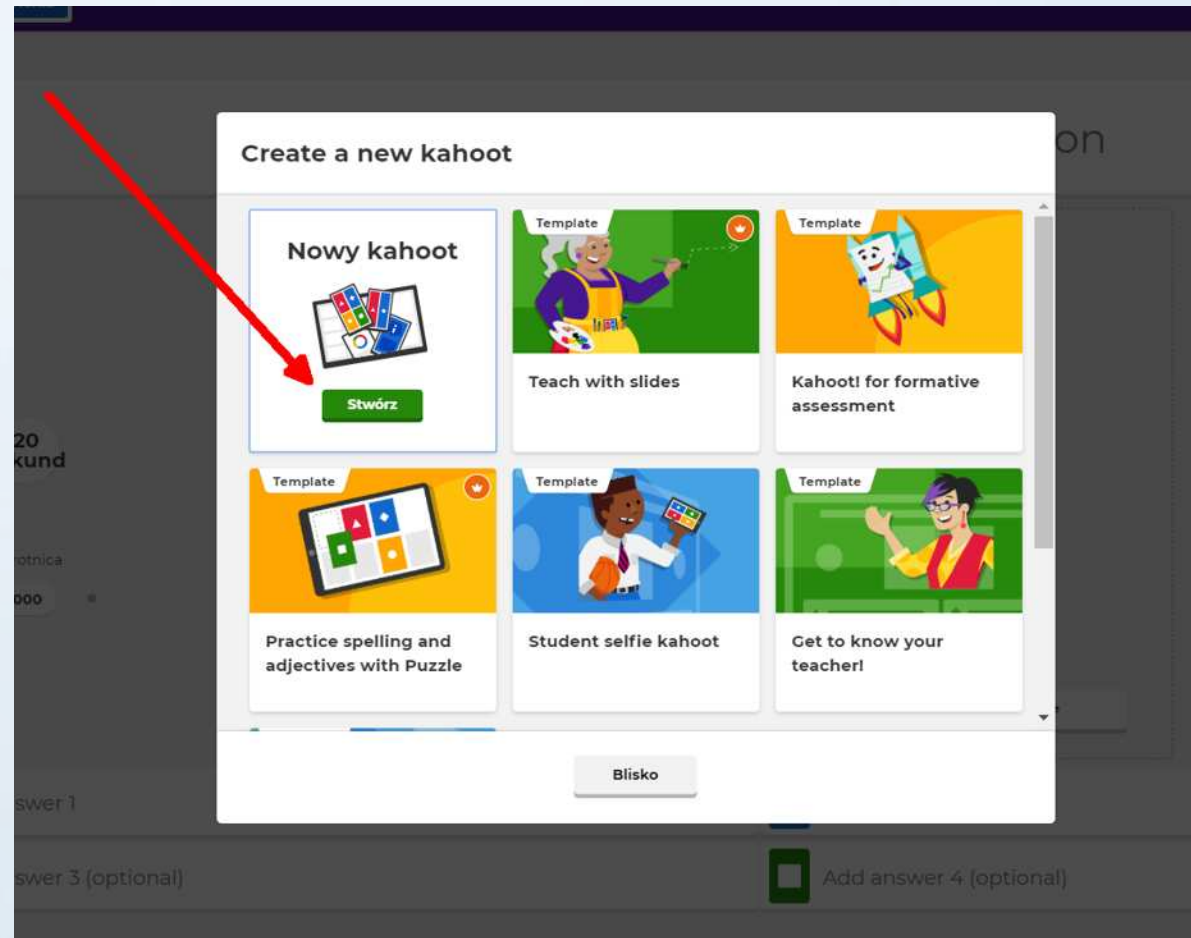 on
Create a new kahoot
Nowy kahoot
Stwórz
Template
Teach with slides
Template
Kahoot! for formative
assessment
20
kund
rotnica
000
Template
Practice spelling and
adjectives with Puzzle
Template
Student selfie kahoot
Template
Get to know your
teacher!
Blisko
swer 1
swer 3 (optional)
Add answer 4 (optional)